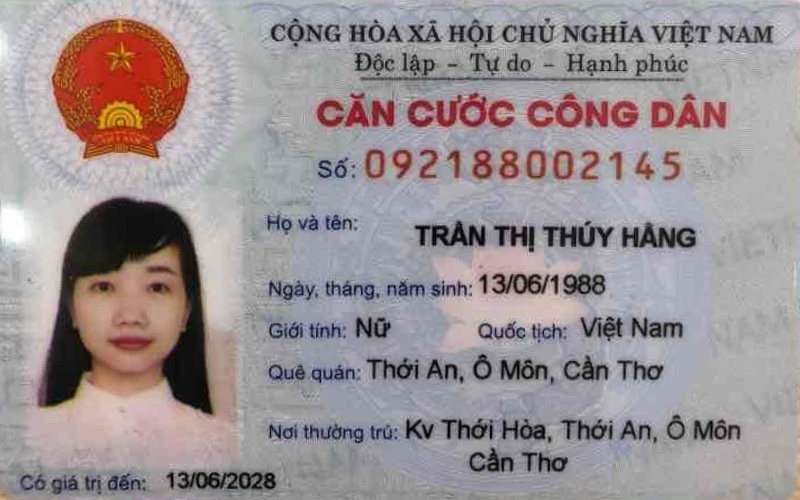 CỘNG HÒA XÃ HỘI CHỦ NGHĨA VIỆT NAM
Độc lập - Tự do - Hạnh phúc
CĂN CƯỚC CÔNG DÂN
Số: 092188002145
Họ và tên: TRẦN THỊ THÚY HẰNG
Ngày, tháng, năm sinh: 13/06/1988
Giới tính: Nữ Quốc tịch: Việt Nam
Quê quán: Thới An, Ô Môn, Cần Thơ
Nơi thường trú: Kv Thới Hòa, Thới An, Ô Môn
Cần Thơ
Có giá trị đến: 13/06/2028